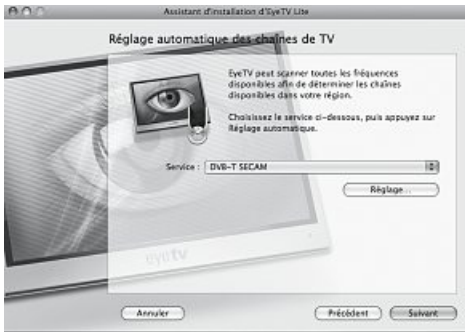 Assistant d'installation d'EyeTV Lite
Réglage automatique des chaînes de TV
EyeTV peut scanner toutes les fréquences
disponibles afin de déterminer les chaînes
disponibles dans votre région.
Choisissez le service ci-dessous, puis appuyez sur
Réglage automatique.
Service : DVB-T SECAM
Réglage...
eyetv
Annuler
Précédent
Suivant